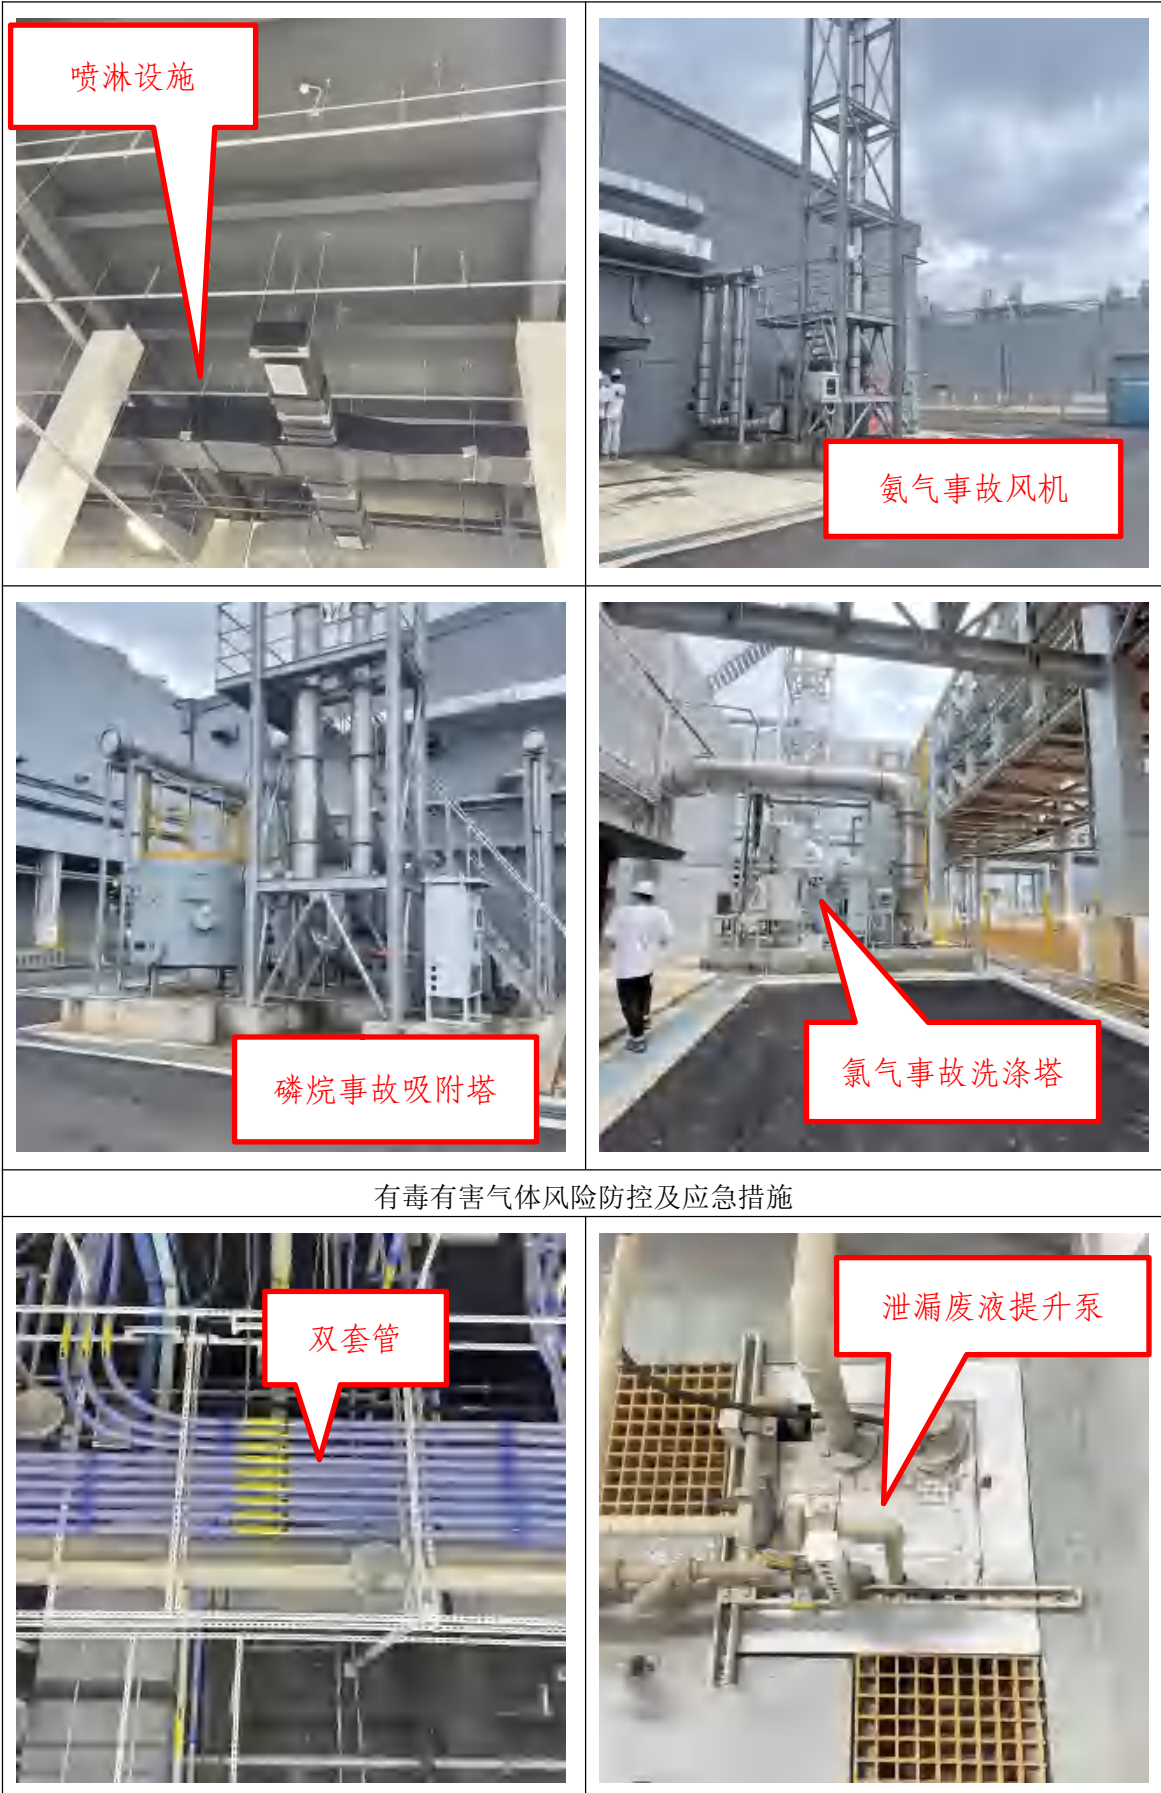 喷淋设施
氨气事故风机
磷烷事故吸附塔
氯气事故洗涤塔
有毒有害气体风险防控及应急措施
双套管
泄漏废液提升泵